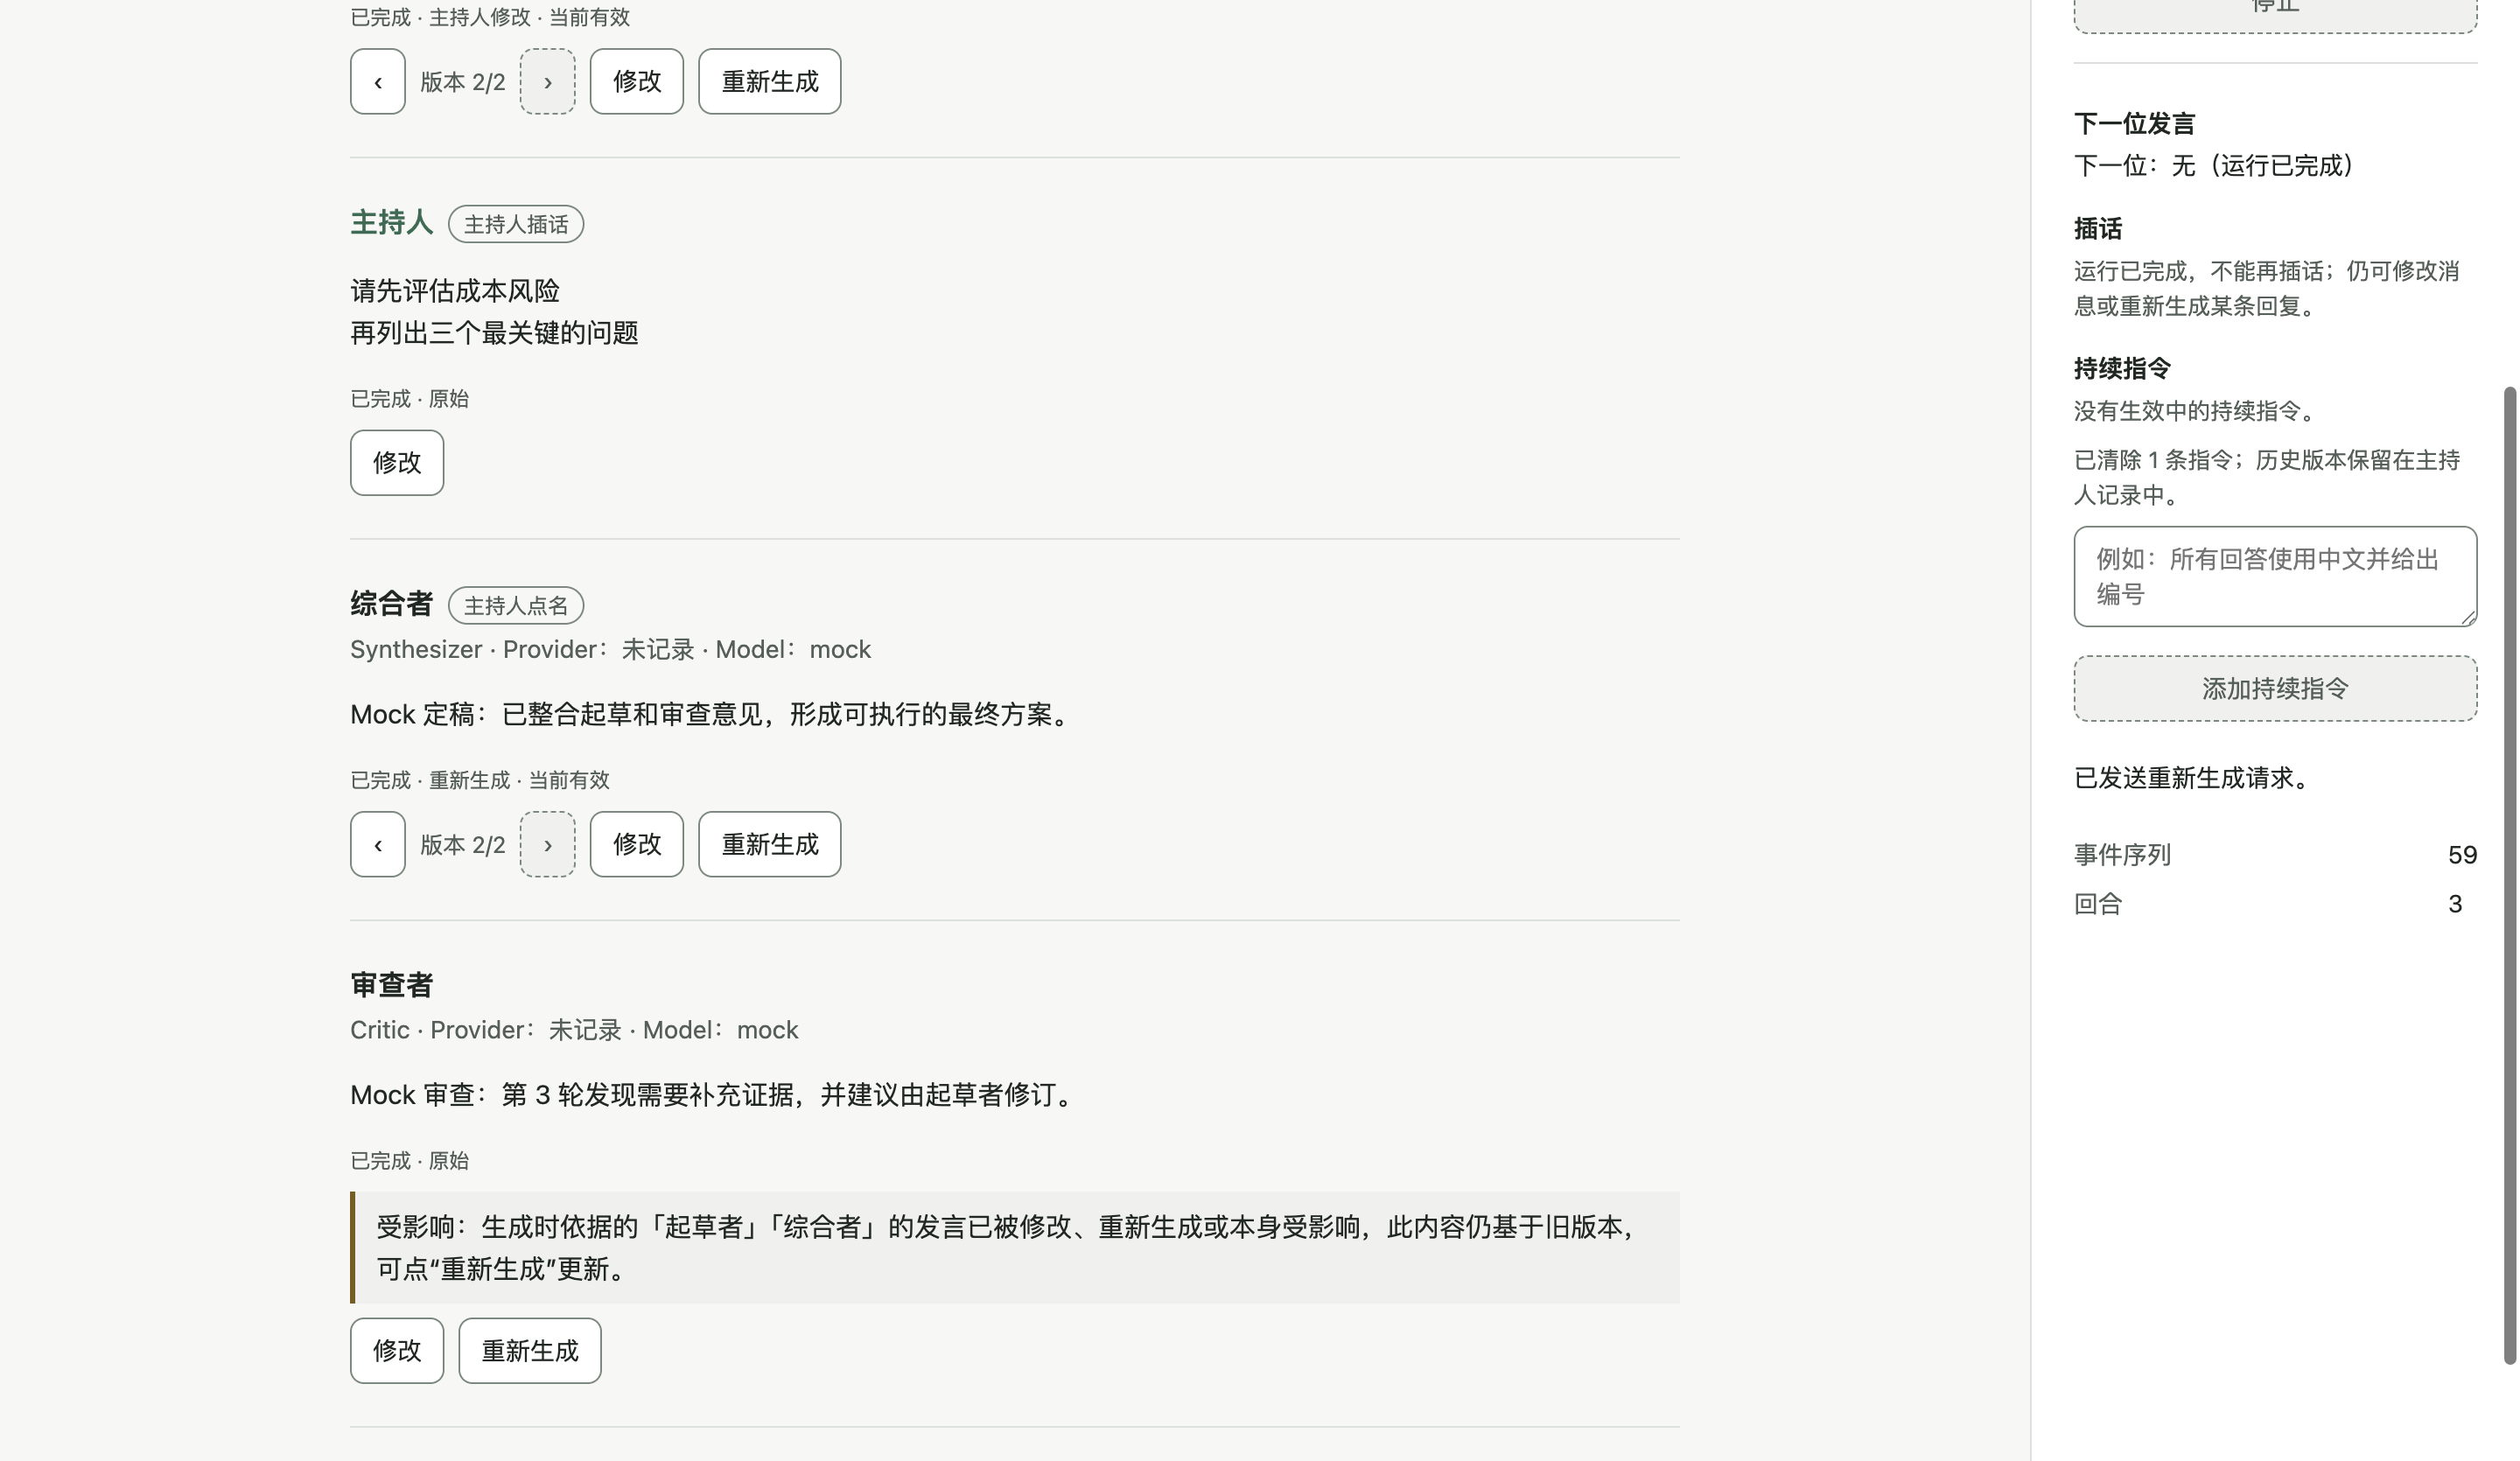 已完成 · 主持人修改 · 当前有效
‹ 版本 2/2 › 修改 重新生成
主持人 主持人插话
请先评估成本风险
再列出三个最关键的问题
已完成 · 原始
修改
综合者 主持人点名
Synthesizer · Provider：未记录 · Model：mock
Mock 定稿：已整合起草和审查意见，形成可执行的最终方案。
已完成 · 重新生成 · 当前有效
‹ 版本 2/2 › 修改 重新生成
审查者
Critic · Provider：未记录 · Model：mock
Mock 审查：第 3 轮发现需要补充证据，并建议由起草者修订。
已完成 · 原始
受影响：生成时依据的「起草者」「综合者」的发言已被修改、重新生成或本身受影响，此内容仍基于旧版本，
可点“重新生成”更新。
修改 重新生成
停止
下一位发言
下一位：无（运行已完成）
插话
运行已完成，不能再插话；仍可修改消
息或重新生成某条回复。
持续指令
没有生效中的持续指令。
已清除 1 条指令；历史版本保留在主持
人记录中。
例如：所有回答使用中文并给出
编号
添加持续指令
已发送重新生成请求。
事件序列 59
回合 3